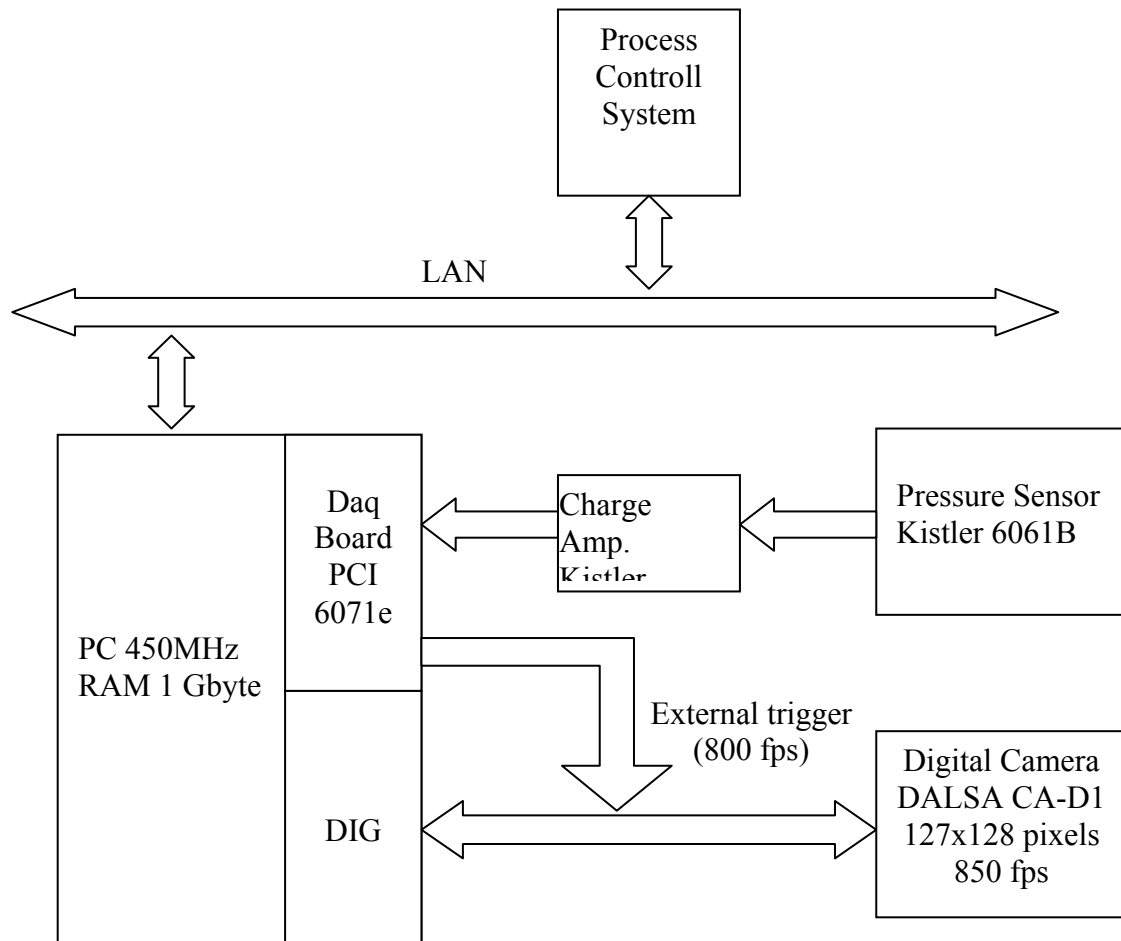 Process
Controll
System
LAN
Daq
Board
PCI
6071e
Charge
Amp.
Kistler
Pressure Sensor
Kistler 6061B
PC 450MHz
RAM 1 Gbyte
External trigger
(800 fps)
DIG
Digital Camera
DALSA CA-D1
127x128 pixels
850 fps